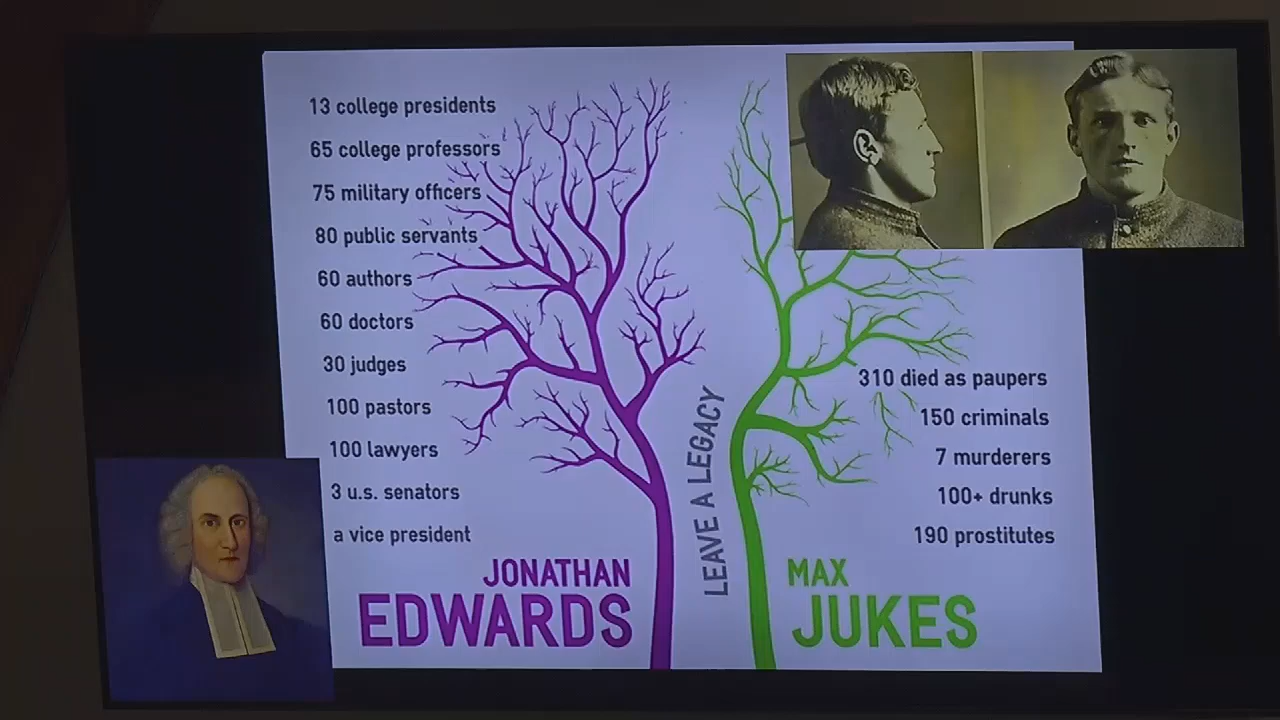 13 college presidents
65 college professors
75 military officers
80 public servants
60 authors
60 doctors
30 judges
100 pastors
100 lawyers
3 u.s. senators
a vice president
JONATHAN
EDWARDS
LEAVE A LEGACY
310 died as paupers
150 criminals
7 murderers
100+ drunks
190 prostitutes
MAX
JUKES